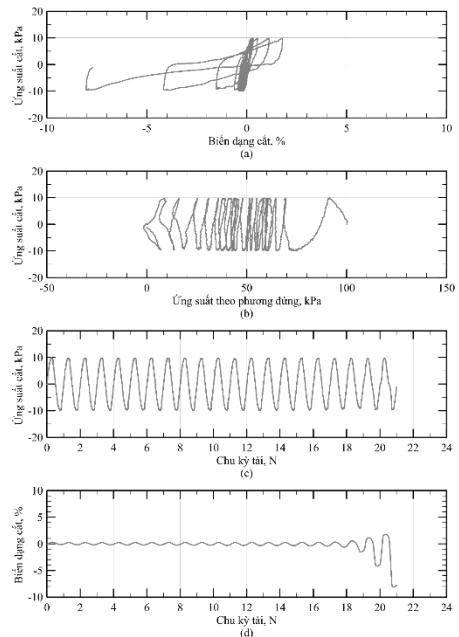 20
10
0
-10
-20
Ứng suất cắt, kPa
-10 -5 0 5 10
Biến dạng cắt, %
(a)
20
10
0
-10
-20
Ứng suất cắt, kPa
-50 0 50 100 150
Ứng suất theo phương đứng, kPa
(b)
20
10
0
-10
-20
Ứng suất cắt, kPa
0 2 4 6 8 10 12 14 16 18 20 22 24
Chu kỳ tải, N
(c)
10
5
0
-5
-10
Biến dạng cắt, %
0 2 4 6 8 10 12 14 16 18 20 22 24
Chu kỳ tải, N
(d)